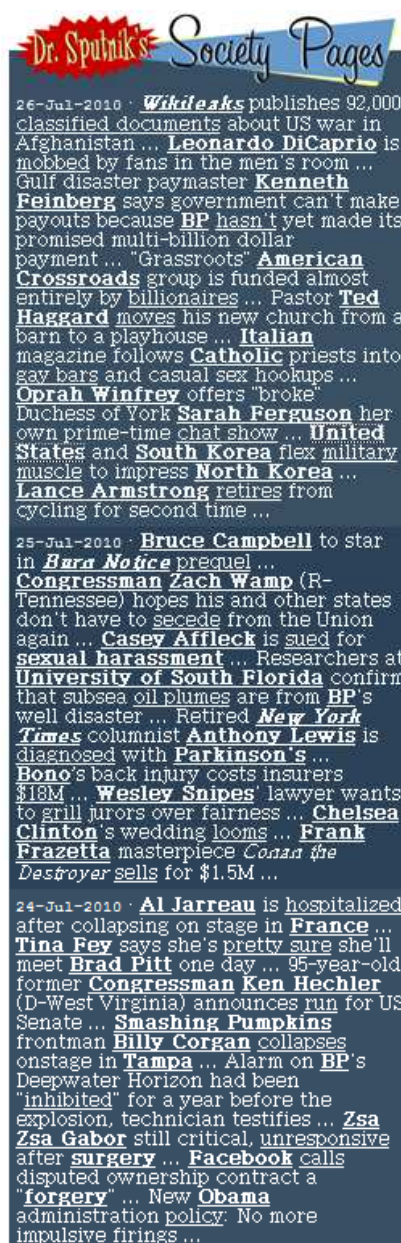 Dr. Sputnik's Society Pages
26-Jul-2010 · Wikileaks publishes 92,000
classified documents about US war in
Afghanistan ... Leonardo DiCaprio is
mobbed by fans in the men's room ...
Gulf disaster paymaster Kenneth
Feinberg says government can't make
payouts because BP hasn't yet made its
promised multi-billion dollar
payment ... "Grassroots" American
Crossroads group is funded almost
entirely by billionaires ... Pastor Ted
Haggard moves his new church from a
barn to a playhouse ... Italian
magazine follows Catholic priests into
gay bars and casual sex hookups ...
Oprah Winfrey offers "broke"
Duchess of York Sarah Ferguson her
own prime-time chat show ... United
States and South Korea flex military
muscle to impress North Korea ...
Lance Armstrong retires from
cycling for second time ...
25-Jul-2010 · Bruce Campbell to star
in Burn Notice prequel ...
Congressman Zach Wamp (R-
Tennessee) hopes his and other states
don't have to secede from the Union
again ... Casey Affleck is sued for
sexual harassment ... Researchers at
University of South Florida confirm
that subsea oil plumes are from BP's
well disaster ... Retired New York
Times columnist Anthony Lewis is
diagnosed with Parkinson's ...
Bono's back injury costs insurers
$18M ... Wesley Snipes' lawyer wants
to grill jurors over fairness ... Chelsea
Clinton's wedding looms ... Frank
Frazetta masterpiece Conan the
Destroyer sells for $1.5M ...
24-Jul-2010 · Al Jarreau is hospitalized
after collapsing on stage in France ...
Tina Fey says she's pretty sure she'll
meet Brad Pitt one day ... 95-year-old
former Congressman Ken Hechler
(D-West Virginia) announces run for US
Senate ... Smashing Pumpkins
frontman Billy Corgan collapses
onstage in Tampa ... Alarm on BP's
Deepwater Horizon had been
"inhibited" for a year before the
explosion, technician testifies ... Zsa
Zsa Gabor still critical, unresponsive
after surgery ... Facebook calls
disputed ownership contract a
"forgery" ... New Obama
administration policy: No more
impulsive firings ...